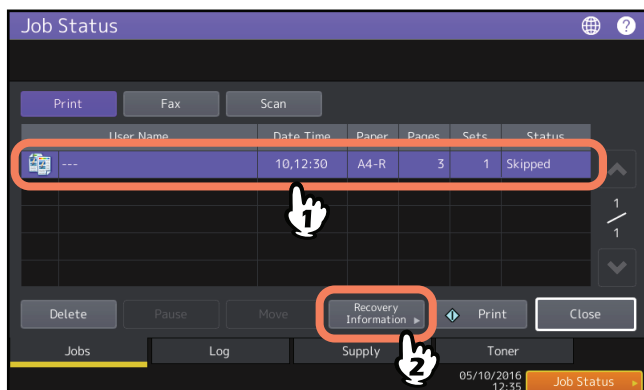 Job Status ?
Print Fax Scan
User Name Date Time Paper Pages Sets Status
--- 10,12:30 A4-R 3 1 Skipped
1
1
1
Delete Pause Move Recovery Information Print Close
2
Jobs Log Supply Toner
05/10/2016
12:35 Job Status